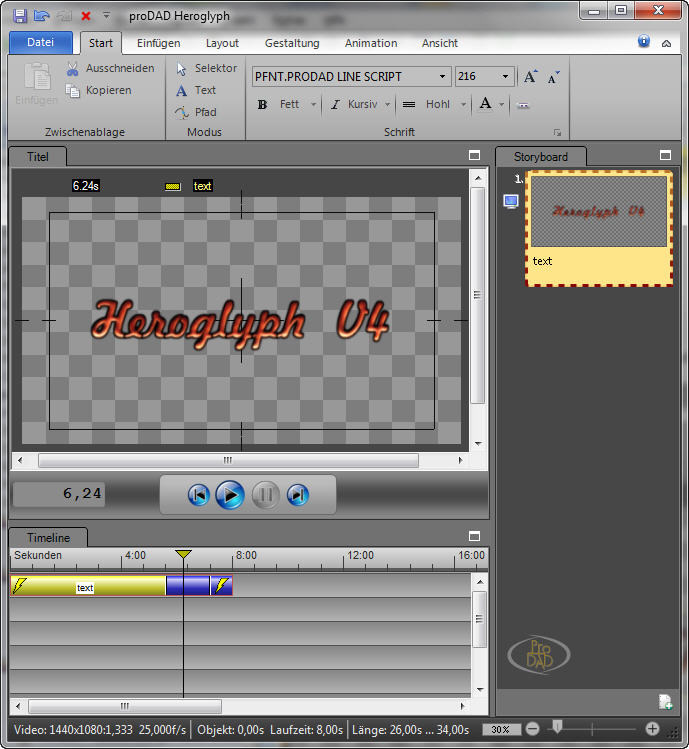 proDAD Heroglyph
Datei Start Einfügen Layout Gestaltung Animation Ansicht
Einfügen Ausschneiden Kopieren Selektor Text Pfad
PFNT.PRODAD LINE SCRIPT 216 A A
B Fett I Kursiv Hohl A
Zwischenablage Modus Schrift
Titel Storyboard
6.24s text
1.
Heroglyph V4
Heroglyph V4
text
6,24
Timeline
Sekunden 4:00 8:00 12:00 16:00
text
ProDAD
Video: 1440x1080:1,333 25,000f/s Objekt: 0,00s Laufzeit: 8,00s Länge: 26,00s ... 34,00s 30%